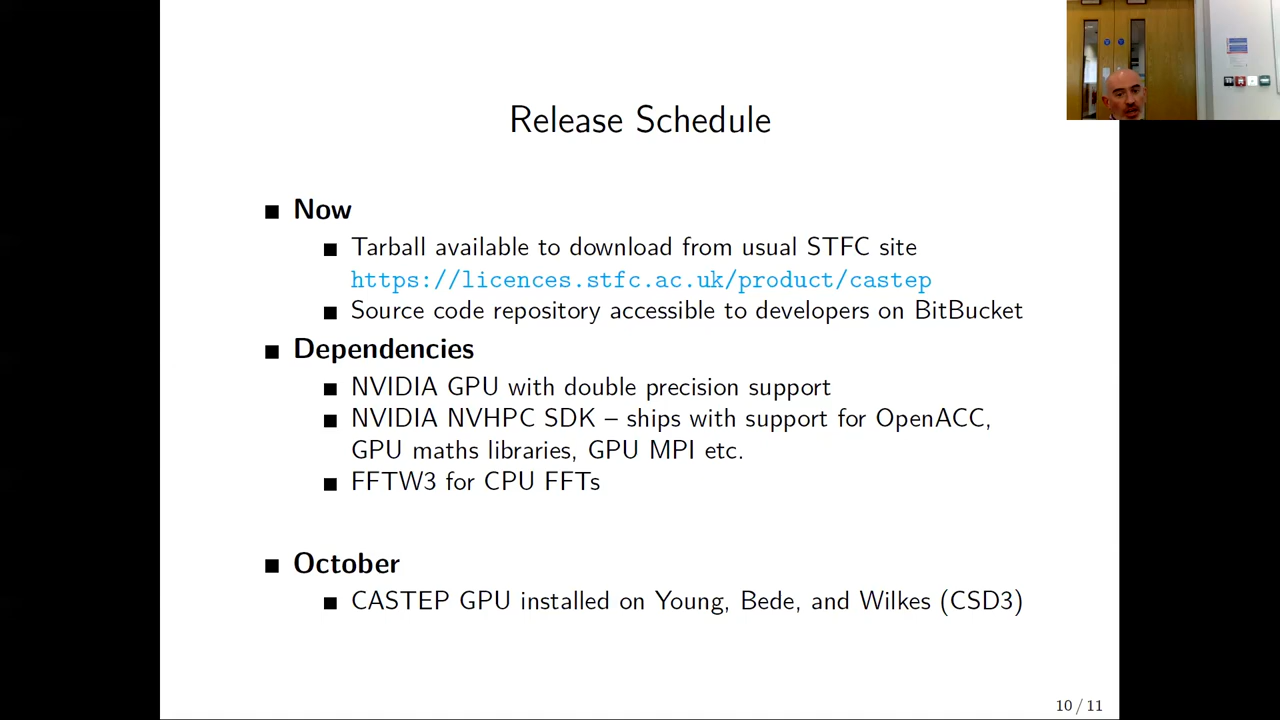 Release Schedule
Now
Tarball available to download from usual STFC site
https://licences.stfc.ac.uk/product/castep
Source code repository accessible to developers on BitBucket
Dependencies
NVIDIA GPU with double precision support
NVIDIA NVHPC SDK – ships with support for OpenACC,
GPU maths libraries, GPU MPI etc.
FFTW3 for CPU FFTs
October
CASTEP GPU installed on Young, Bede, and Wilkes (CSD3)
10 / 11